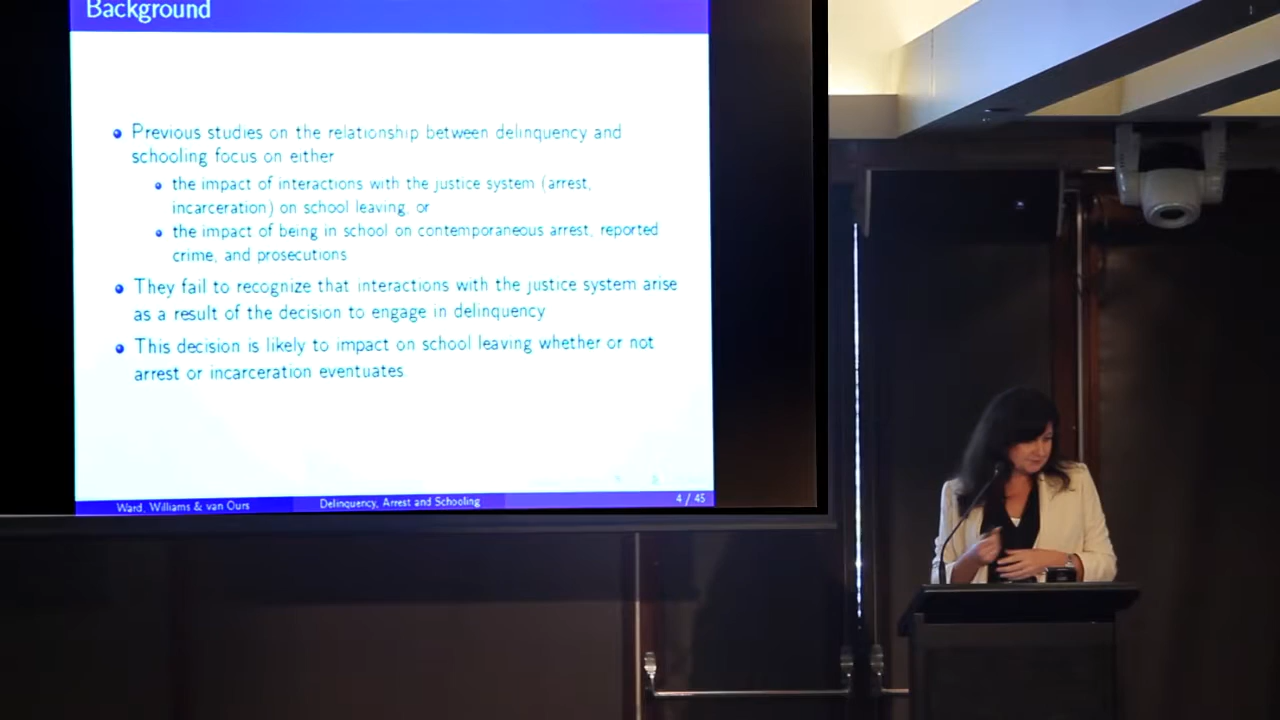 Background
Previous studies on the relationship between delinquency and
schooling focus on either
the impact of interactions with the justice system (arrest,
incarceration) on school leaving, or
the impact of being in school on contemporaneous arrest, reported
crime, and prosecutions
They fail to recognize that interactions with the justice system arise
as a result of the decision to engage in delinquency
This decision is likely to impact on school leaving whether or not
arrest or incarceration eventuates
Ward, Williams & van Ours Delinquency, Arrest and Schooling 4 / 45